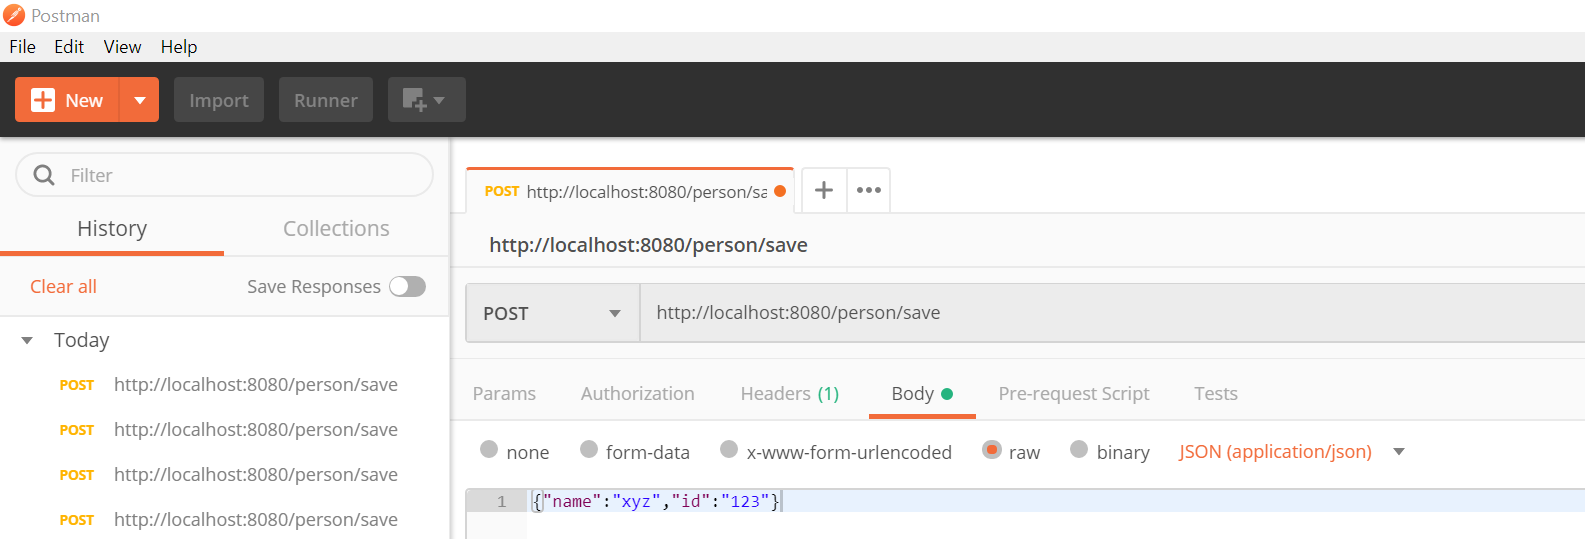 Postman
File Edit View Help
New Import Runner
Filter
History Collections
Clear all Save Responses
Today
POST http://localhost:8080/person/save
POST http://localhost:8080/person/save
POST http://localhost:8080/person/save
POST http://localhost:8080/person/save
POST http://localhost:8080/person/sa
http://localhost:8080/person/save
POST http://localhost:8080/person/save
Params Authorization Headers (1) Body Pre-request Script Tests
none form-data x-www-form-urlencoded raw binary JSON (application/json)
1 {"name":"xyz","id":"123"}